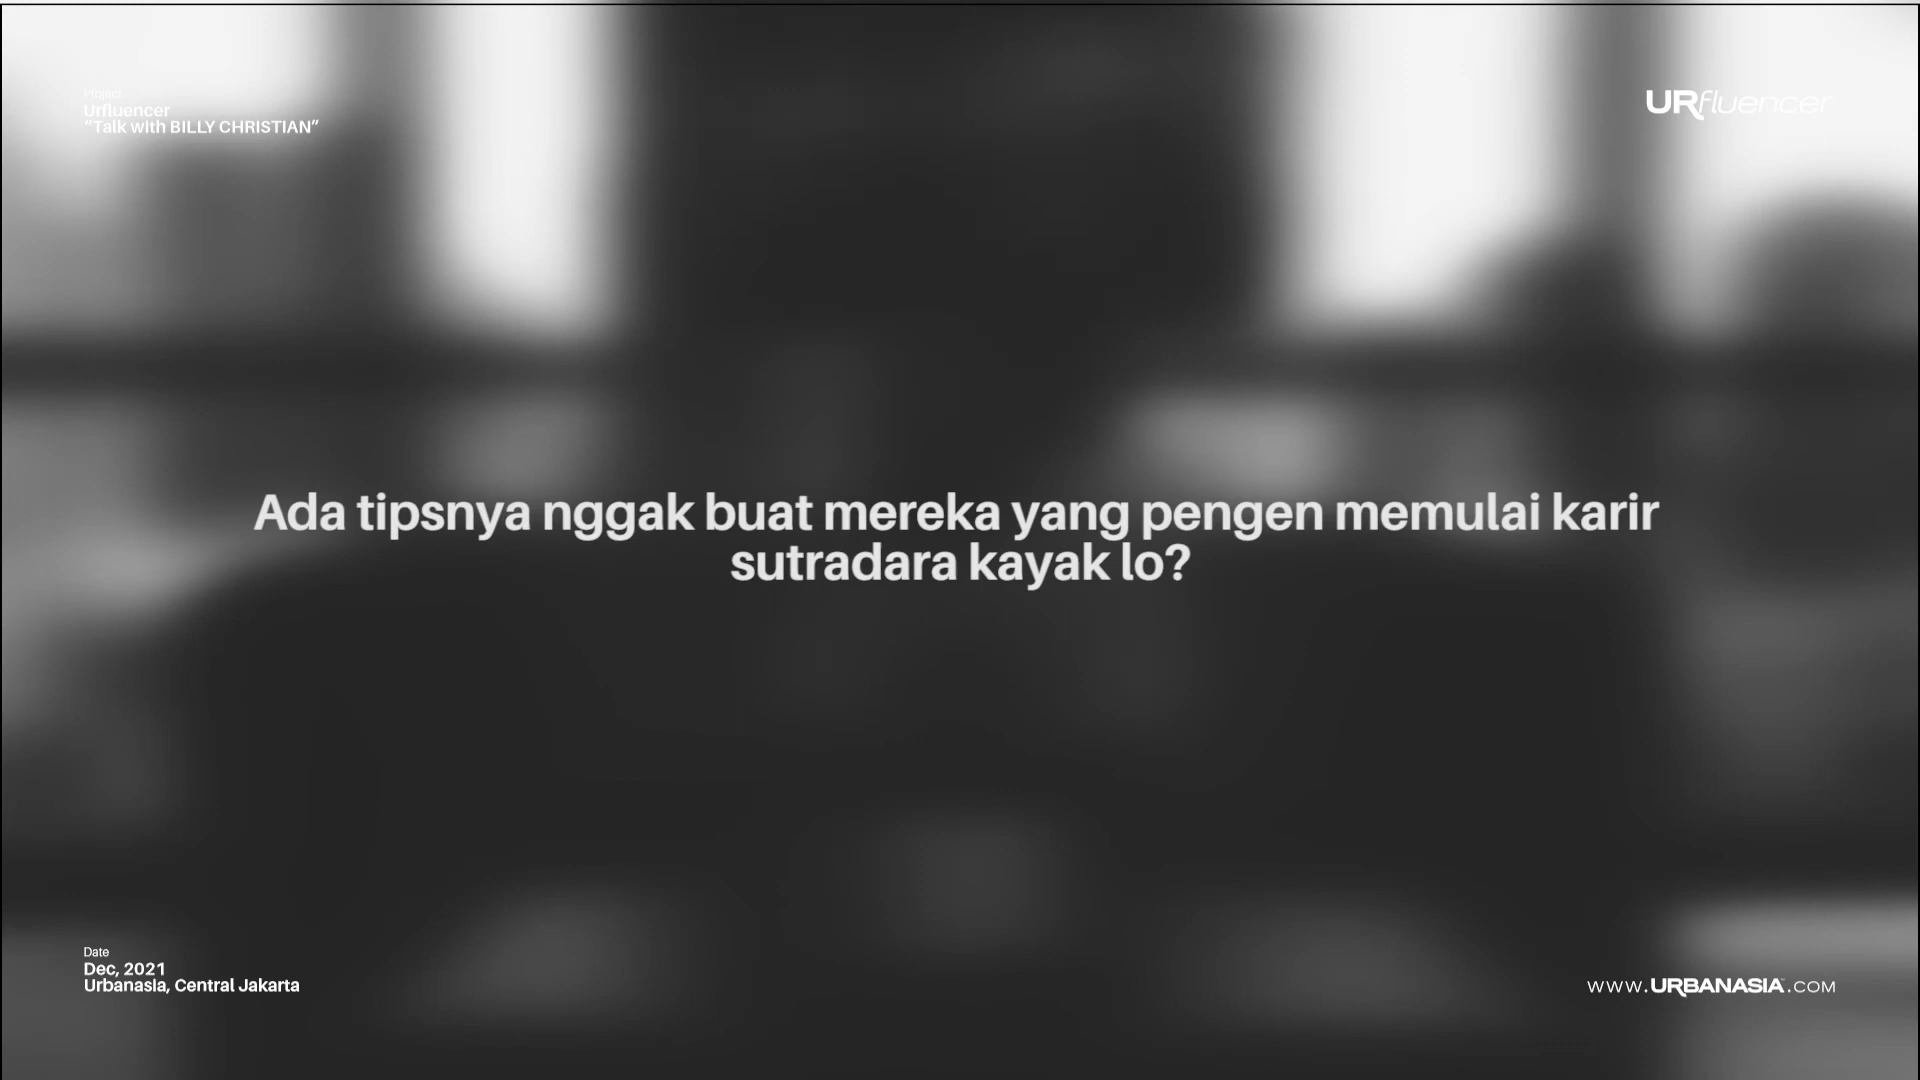 Project
Urfluencer
“Talk with BILLY CHRISTIAN”
URfluencer
Ada tipsnya nggak buat mereka yang pengen memulai karir
sutradara kayak lo?
Date
Dec, 2021
Urbanasia, Central Jakarta
WWW.URBANASIA.COM